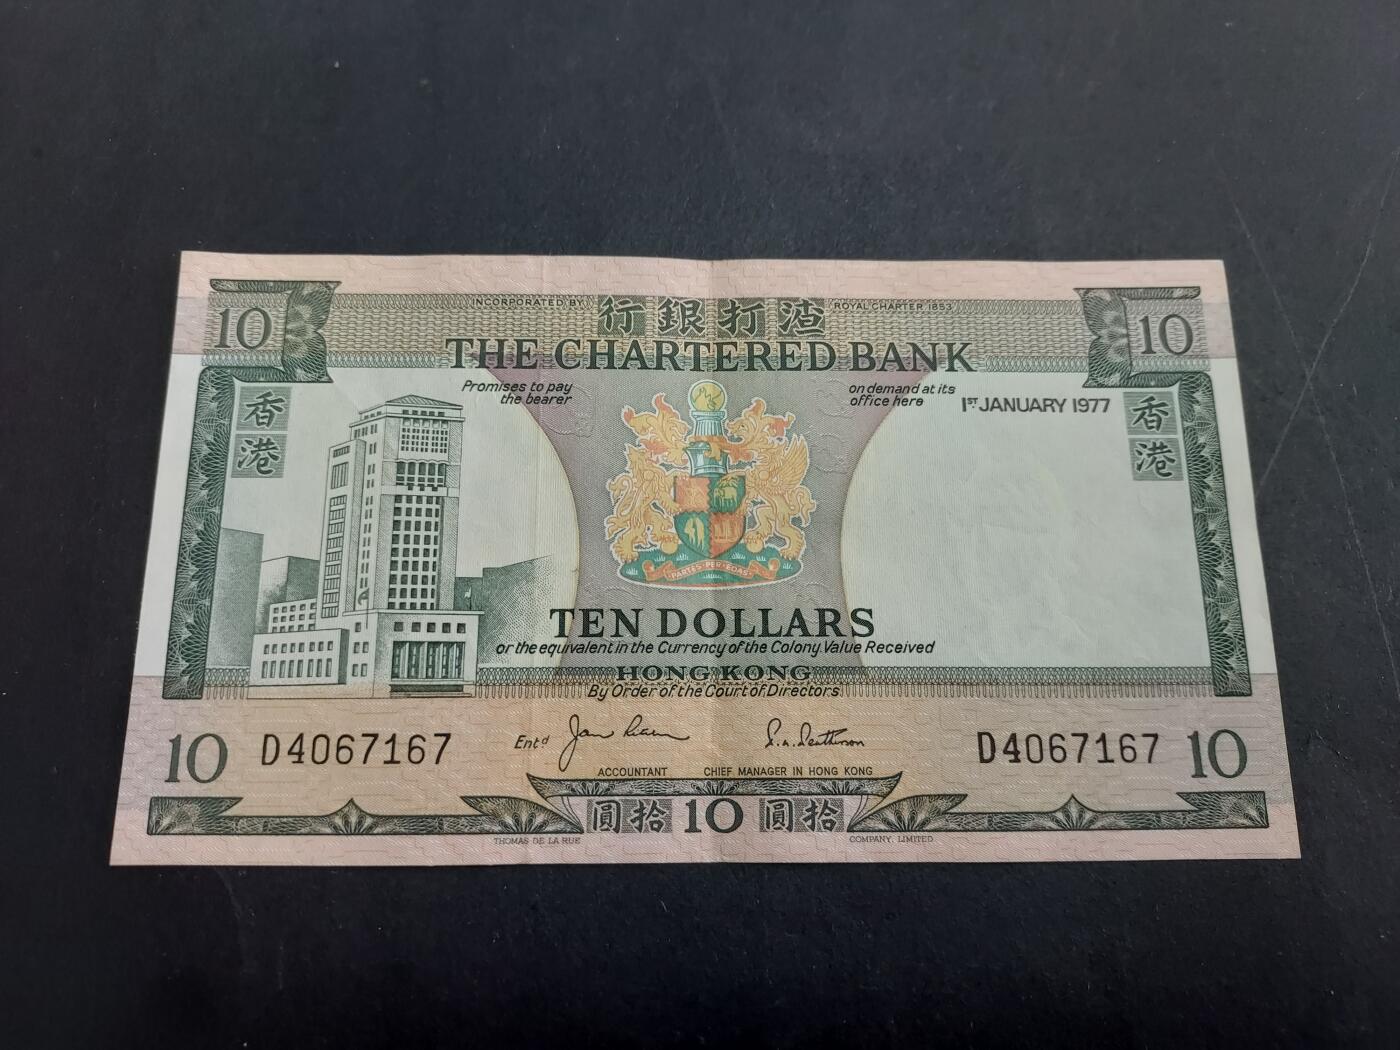 INCORPORATED BY 行銀打渣 ROYAL CHARTER 1853
10 10
THE CHARTERED BANK
Promises to pay the bearer
on demand at its office here
1ST JANUARY 1977
香港
香港
PARTES·PER·EOAS
TEN DOLLARS
or the equivalent in the Currency of the Colony. Value Received
HONG KONG
By Order of the Court of Directors
10 D4067167
Entd
D4067167 10
ACCOUNTANT CHIEF MANAGER IN HONG KONG
圓拾 10 圓拾
THOMAS DE LA RUE COMPANY, LIMITED